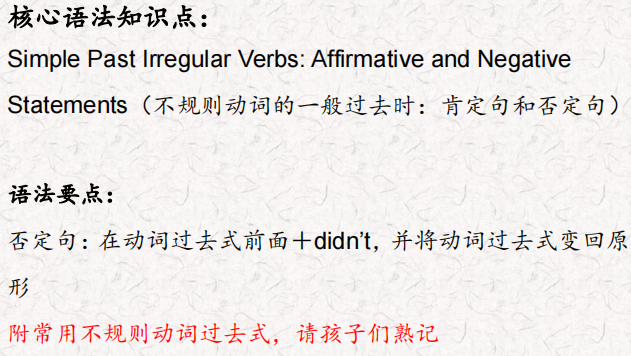 核心语法知识点：
Simple Past Irregular Verbs: Affirmative and Negative
Statements（不规则动词的一般过去时：肯定句和否定句）
语法要点：
否定句：在动词过去式前面＋didn’t，并将动词过去式变回原
形
附常用不规则动词过去式，请孩子们熟记